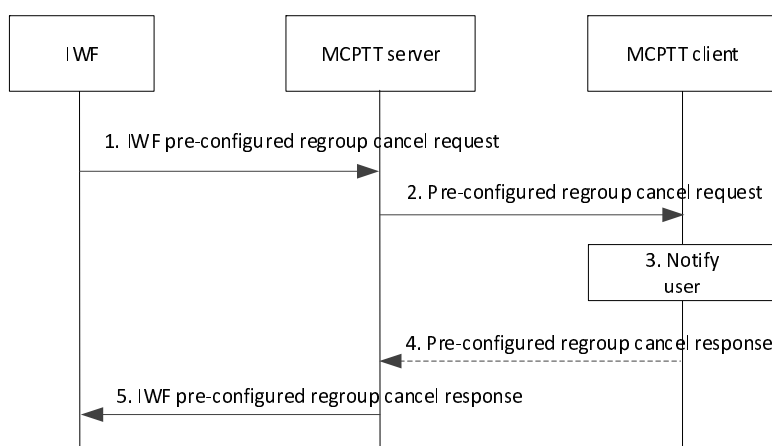 IWF
MCPTT server
MCPTT client
1. IWF pre-configured regroup cancel request
2. Pre-configured regroup cancel request
3. Notify
user
4. Pre-configured regroup cancel response
5. IWF pre-configured regroup cancel response